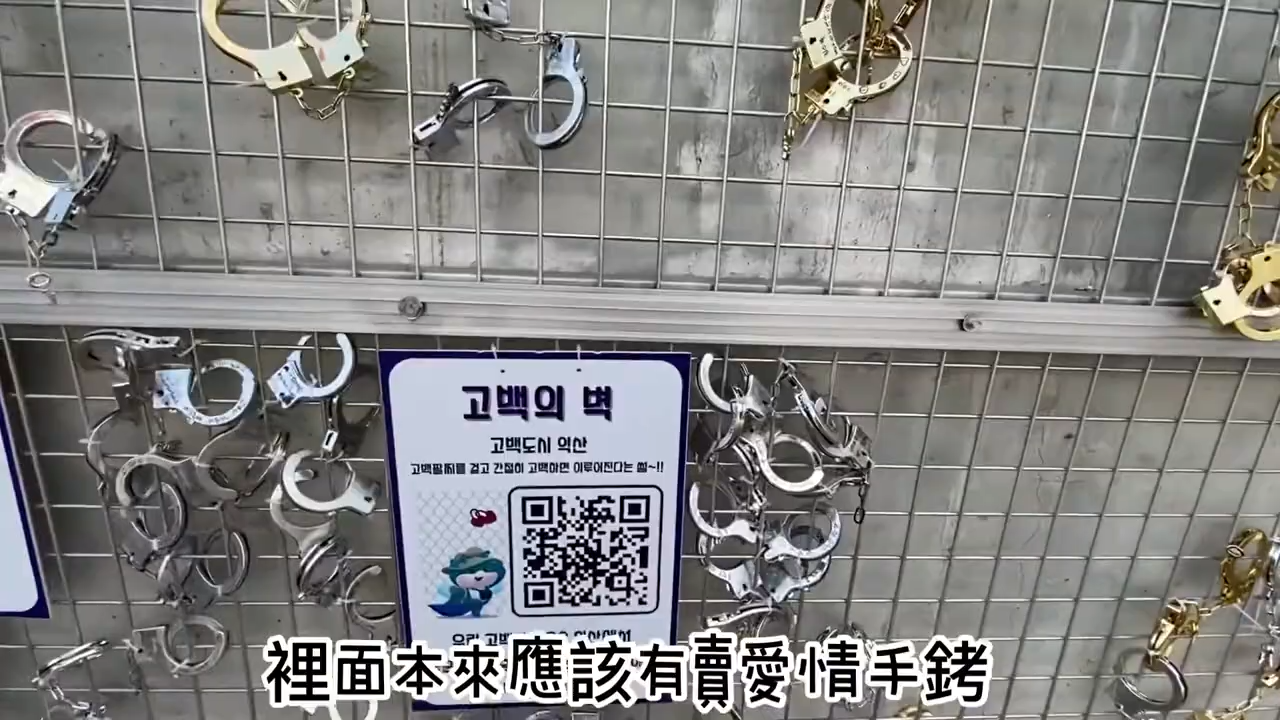 고백의 벽
고백도시 익산
고백팔찌를 걸고 간절히 고백하면 이루어진다는 썰~!!
裡面本來應該有賣愛情手銬